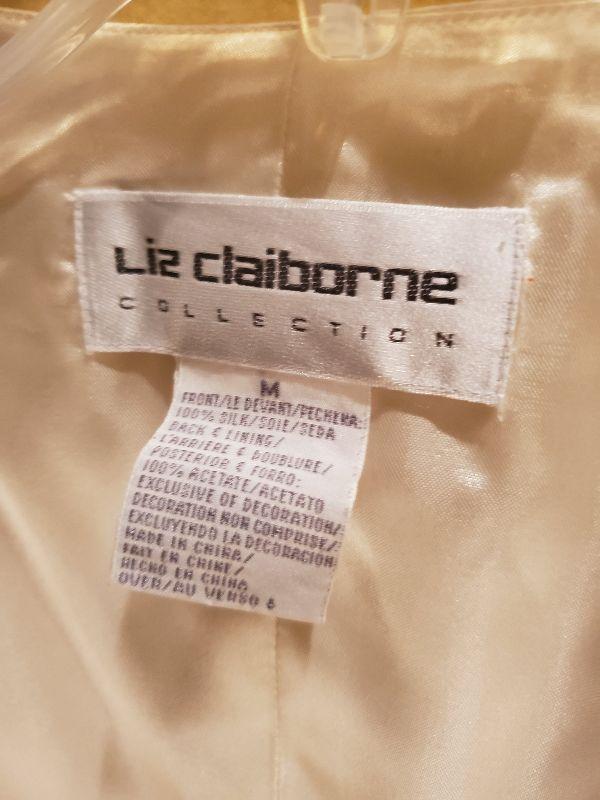 Liz claiborne
COLLECTION
M
FRONT/LE DEVANT/PECHERA:
100% SILK/SOIE/SEDA
BACK & LINING/
L'ARRIERE & DOUBLURE/
POSTERIOR & FORRO:
100% ACETATE/ACETATO
EXCLUSIVE OF DECORATION/
DECORATION NON COMPRISE/
EXCLUYENDO LA DECORACION
MADE IN CHINA/
FAIT EN CHINE/
HECHO EN CHINA
OVER/AU VERSO